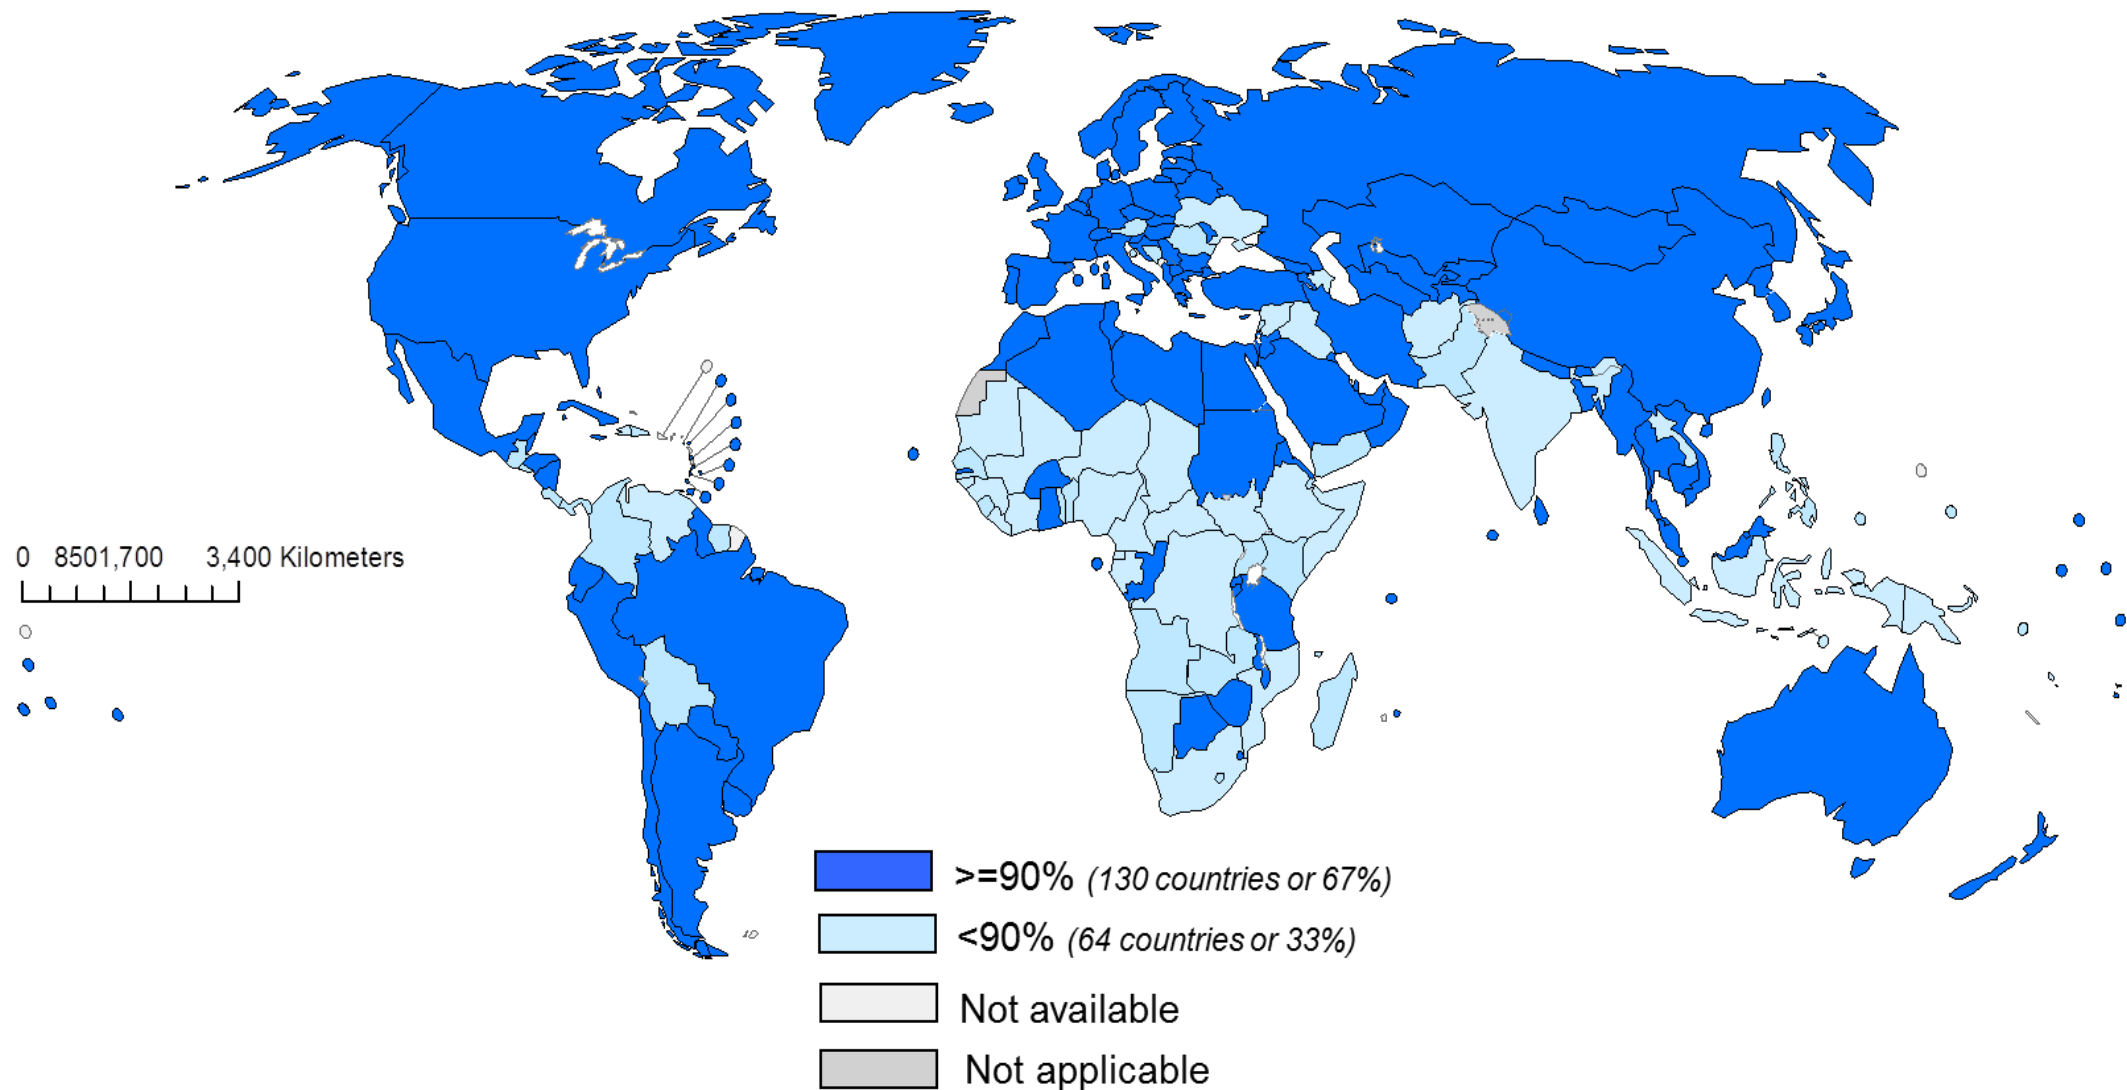 0 8501,700 3,400 Kilometers
>=90% (130 countries or 67%)
<90% (64 countries or 33%)
Not available
Not applicable